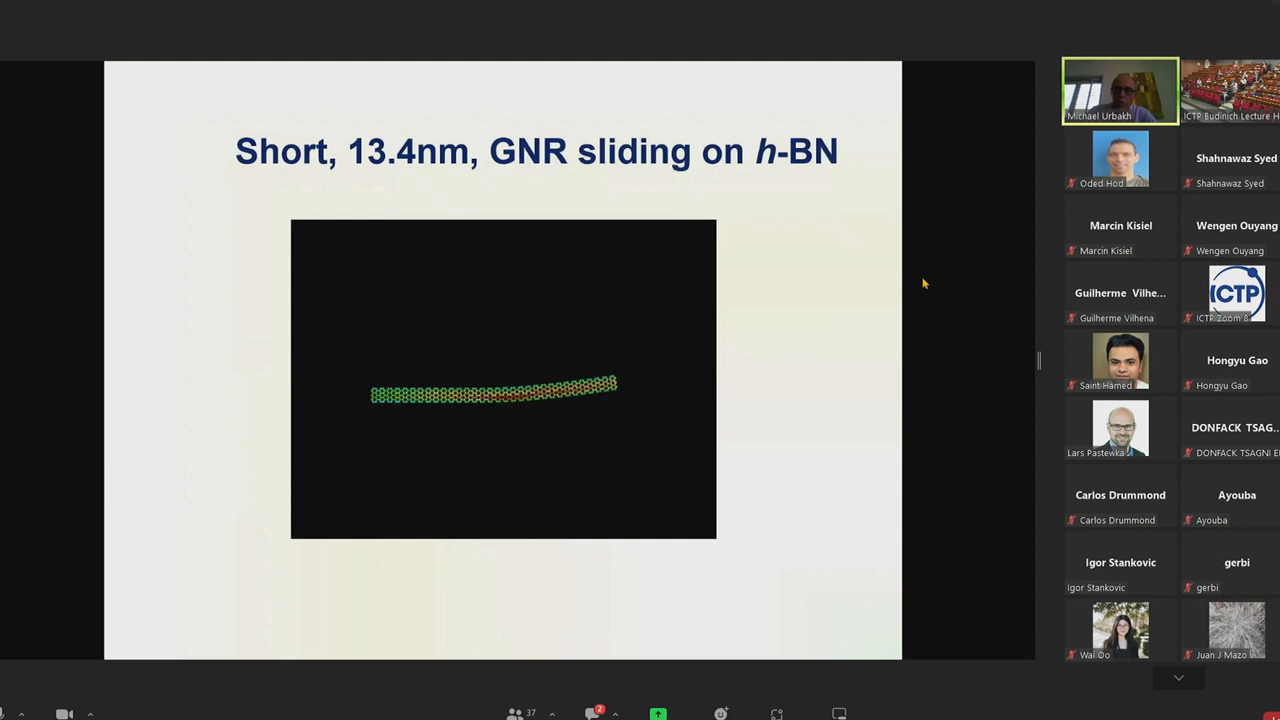 Short, 13.4nm, GNR sliding on h-BN
Michael Urbakh
ICTP Budinich Lecture H
Oded Hod
Shahnawaz Syed
Shahnawaz Syed
Marcin Kisiel
Marcin Kisiel
Wengen Ouyang
Wengen Ouyang
Guilherme Vilhe...
Guilherme Vilhena
ICTP
ICTP Zoom 8
Saint Hamed
Hongyu Gao
Hongyu Gao
Lars Pastewka
DONFACK TSAG...
DONFACK TSAGNI E
Carlos Drummond
Carlos Drummond
Ayouba
Ayouba
Igor Stankovic
Igor Stankovic
gerbi
gerbi
Wai Oo
Juan J Mazo
37
2